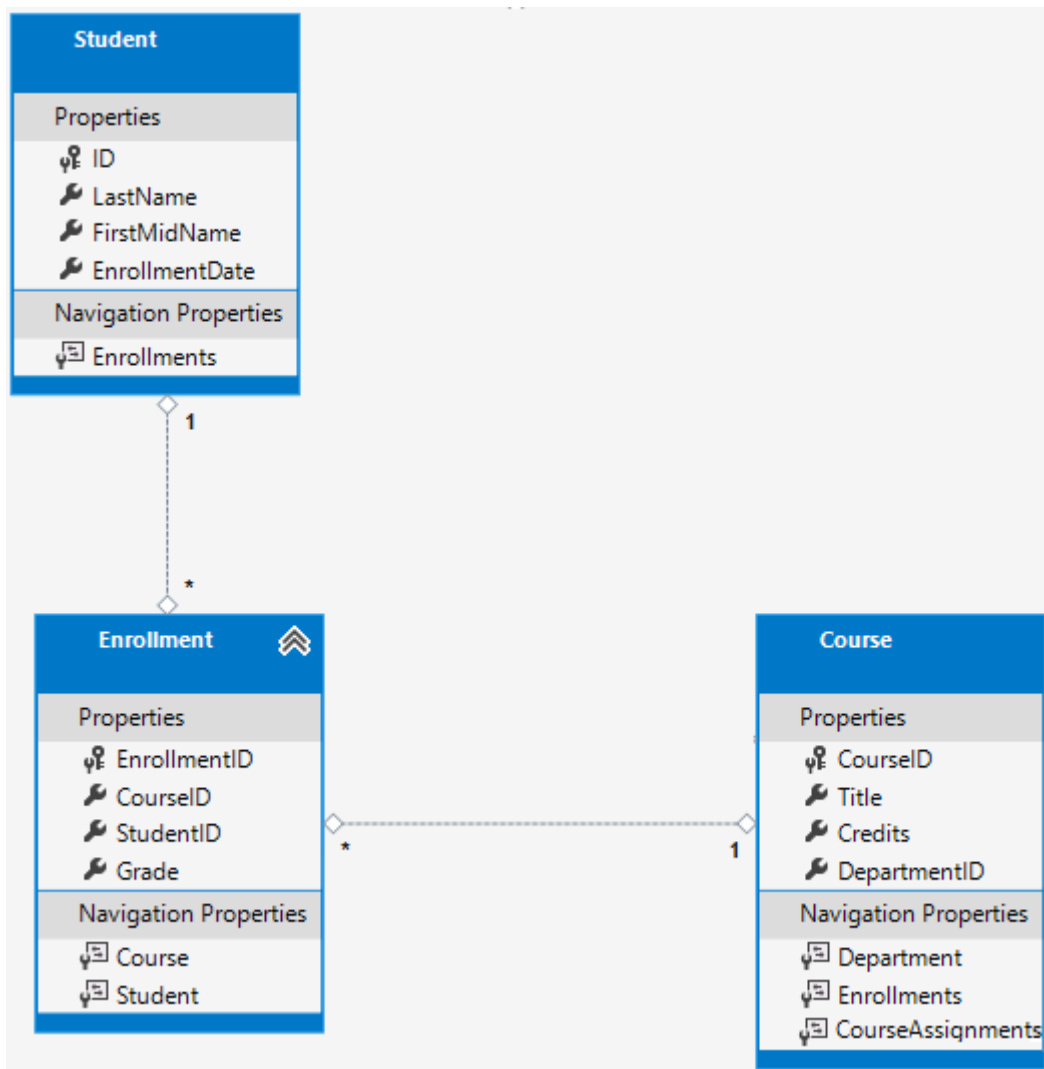 Student
Properties
ID
LastName
FirstMidName
EnrollmentDate
Navigation Properties
Enrollments
1
*
Enrollment
Properties
EnrollmentID
CourseID
StudentID
Grade
Navigation Properties
Course
Student
*
1
Course
Properties
CourseID
Title
Credits
DepartmentID
Navigation Properties
Department
Enrollments
CourseAssignments